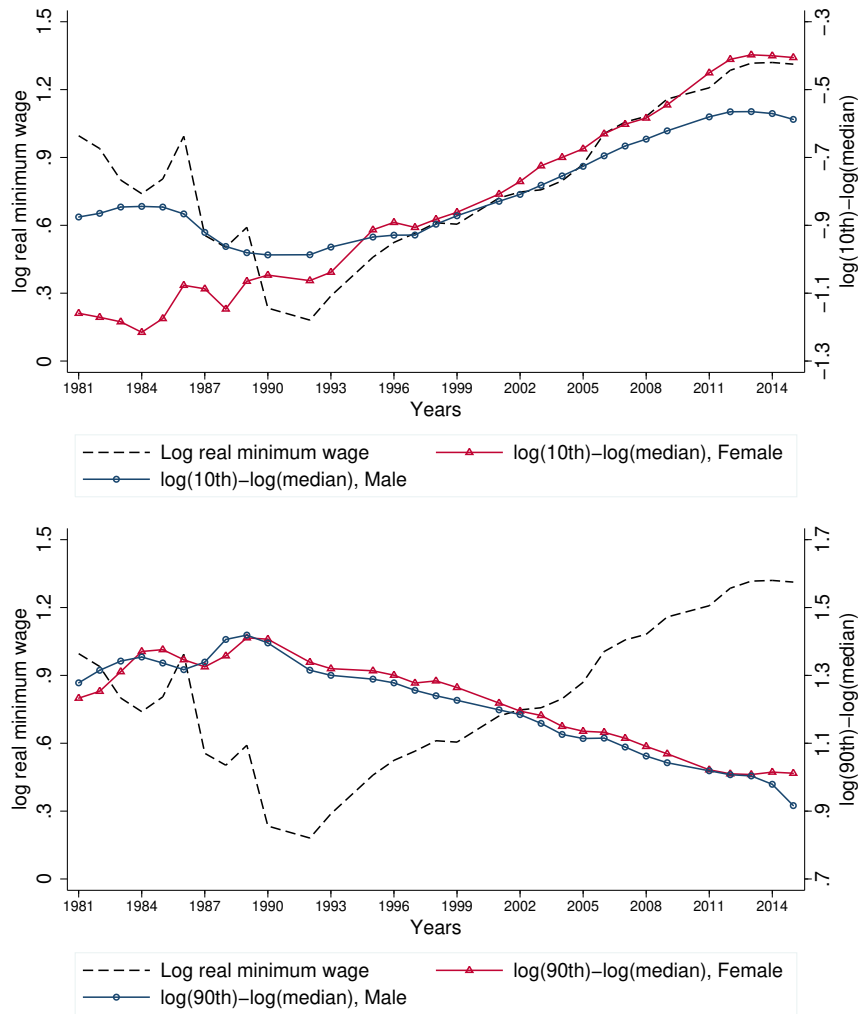 log real minimum wage
1.5
1.2
.9
.6
.3
0
log(10th)−log(median)
−.3
−.5
−.7
−.9
−1.1
−1.3
1981 1984 1987 1990 1993 1996 1999 2002 2005 2008 2011 2014
Years
Log real minimum wage log(10th)−log(median), Female
log(10th)−log(median), Male
log real minimum wage
1.5
1.2
.9
.6
.3
0
log(90th)−log(median)
1.7
1.5
1.3
1.1
.9
.7
1981 1984 1987 1990 1993 1996 1999 2002 2005 2008 2011 2014
Years
Log real minimum wage log(90th)−log(median), Female
log(90th)−log(median), Male